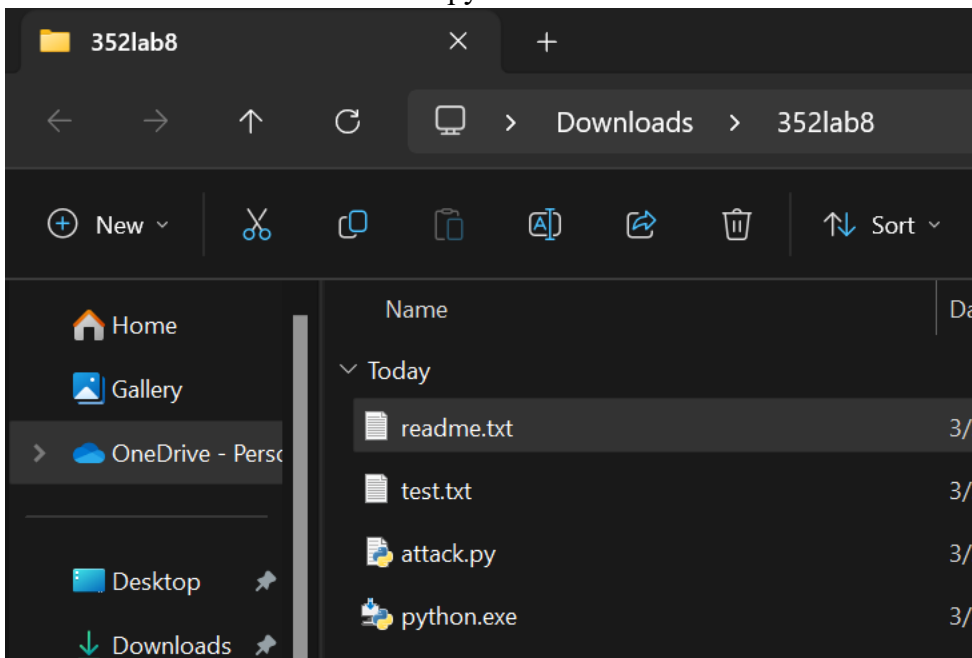 352lab8
Downloads > 352lab8
New
Sort
Name
Home
Today
Gallery
readme.txt
3/
OneDrive - Perso
test.txt
3/
attack.py
3/
Desktop
python.exe
3/
Downloads